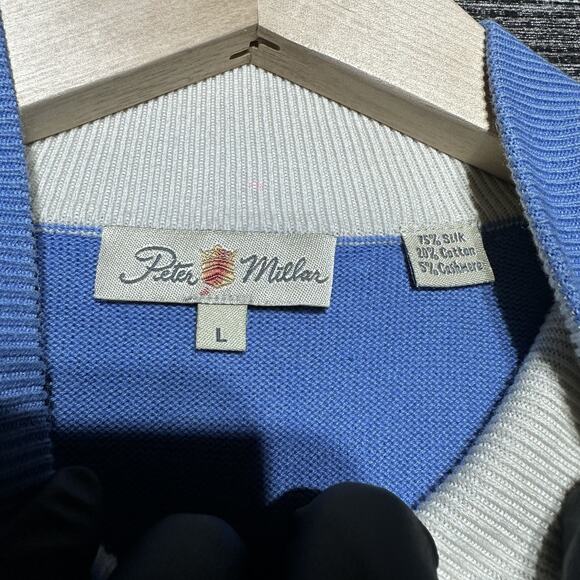 Peter Millar
L
75% Silk
20% Cotton
5% Cashmere